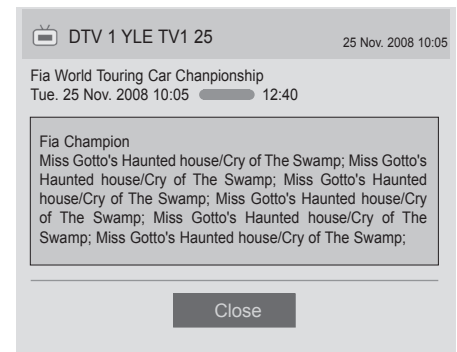 DTV 1 YLE TV1 25
25 Nov. 2008 10:05
Fia World Touring Car Chanpionship
Tue. 25 Nov. 2008 10:05 12:40
Fia Champion
Miss Gotto's Haunted house/Cry of The Swamp; Miss Gotto's
Haunted house/Cry of The Swamp; Miss Gotto's Haunted
house/Cry of The Swamp; Miss Gotto's Haunted house/Cry
of The Swamp; Miss Gotto's Haunted house/Cry of The
Swamp; Miss Gotto's Haunted house/Cry of The Swamp;
Close